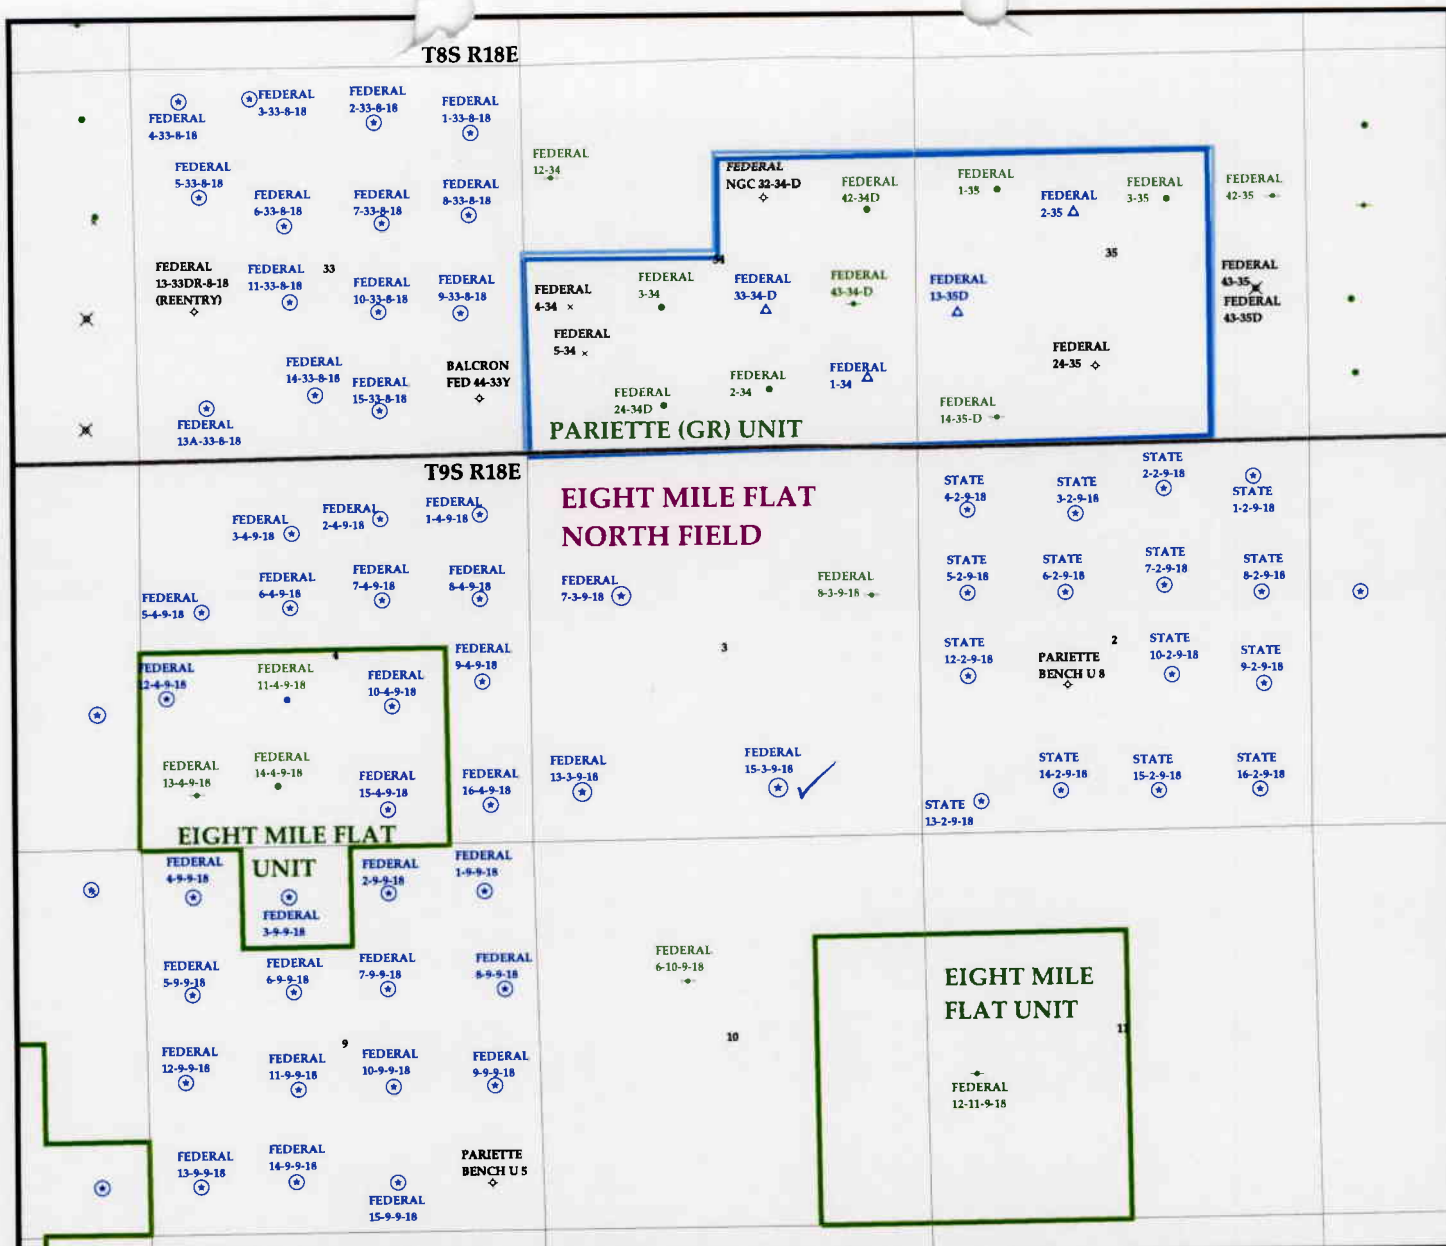 T8S R18E
FEDERAL
4-33-8-18
FEDERAL
3-33-8-18
FEDERAL
2-33-8-18
FEDERAL
1-33-8-18
FEDERAL
5-33-8-18
FEDERAL
6-33-8-18
FEDERAL
7-33-8-18
FEDERAL
8-33-8-18
FEDERAL
12-34
FEDERAL
NGC 32-34-D
FEDERAL
42-34D
FEDERAL
1-35
FEDERAL
2-35
FEDERAL
3-35
FEDERAL
42-35
FEDERAL
13-33DR-8-18
(REENTRY)
FEDERAL
11-33-8-18
33
FEDERAL
10-33-8-18
FEDERAL
9-33-8-18
34
35
FEDERAL
4-34
FEDERAL
3-34
FEDERAL
33-34-D
FEDERAL
43-34-D
FEDERAL
13-35D
FEDERAL
43-35
FEDERAL
43-35D
FEDERAL
5-34
FEDERAL
24-35
FEDERAL
14-33-8-18
FEDERAL
15-33-8-18
BALCRON
FED 44-33Y
FEDERAL
24-34D
FEDERAL
2-34
FEDERAL
1-34
FEDERAL
14-35-D
FEDERAL
13A-33-8-18
PARIETTE (GR) UNIT
T9S R18E
EIGHT MILE FLAT
NORTH FIELD
FEDERAL
3-4-9-18
FEDERAL
2-4-9-18
FEDERAL
1-4-9-18
STATE
4-2-9-18
STATE
3-2-9-18
STATE
2-2-9-18
STATE
1-2-9-18
FEDERAL
5-4-9-18
FEDERAL
6-4-9-18
FEDERAL
7-4-9-18
FEDERAL
8-4-9-18
FEDERAL
7-3-9-18
FEDERAL
8-3-9-18
STATE
5-2-9-18
STATE
6-2-9-18
STATE
7-2-9-18
STATE
8-2-9-18
FEDERAL
12-4-9-18
FEDERAL
11-4-9-18
4
FEDERAL
10-4-9-18
FEDERAL
9-4-9-18
3
STATE
12-2-9-18
PARIETTE
BENCH U 8
2
STATE
10-2-9-18
STATE
9-2-9-18
FEDERAL
13-4-9-18
FEDERAL
14-4-9-18
FEDERAL
15-4-9-18
FEDERAL
16-4-9-18
FEDERAL
13-3-9-18
FEDERAL
15-3-9-18
STATE
13-2-9-18
STATE
14-2-9-18
STATE
15-2-9-18
STATE
16-2-9-18
EIGHT MILE FLAT
UNIT
FEDERAL
4-9-9-18
FEDERAL
3-9-9-18
FEDERAL
2-9-9-18
FEDERAL
1-9-9-18
FEDERAL
5-9-9-18
FEDERAL
6-9-9-18
FEDERAL
7-9-9-18
FEDERAL
8-9-9-18
FEDERAL
6-10-9-18
EIGHT MILE
FLAT UNIT
FEDERAL
12-9-9-18
FEDERAL
11-9-9-18
9
FEDERAL
10-9-9-18
FEDERAL
9-9-9-18
10
11
FEDERAL
12-11-9-18
FEDERAL
13-9-9-18
FEDERAL
14-9-9-18
FEDERAL
15-9-9-18
PARIETTE
BENCH U 5